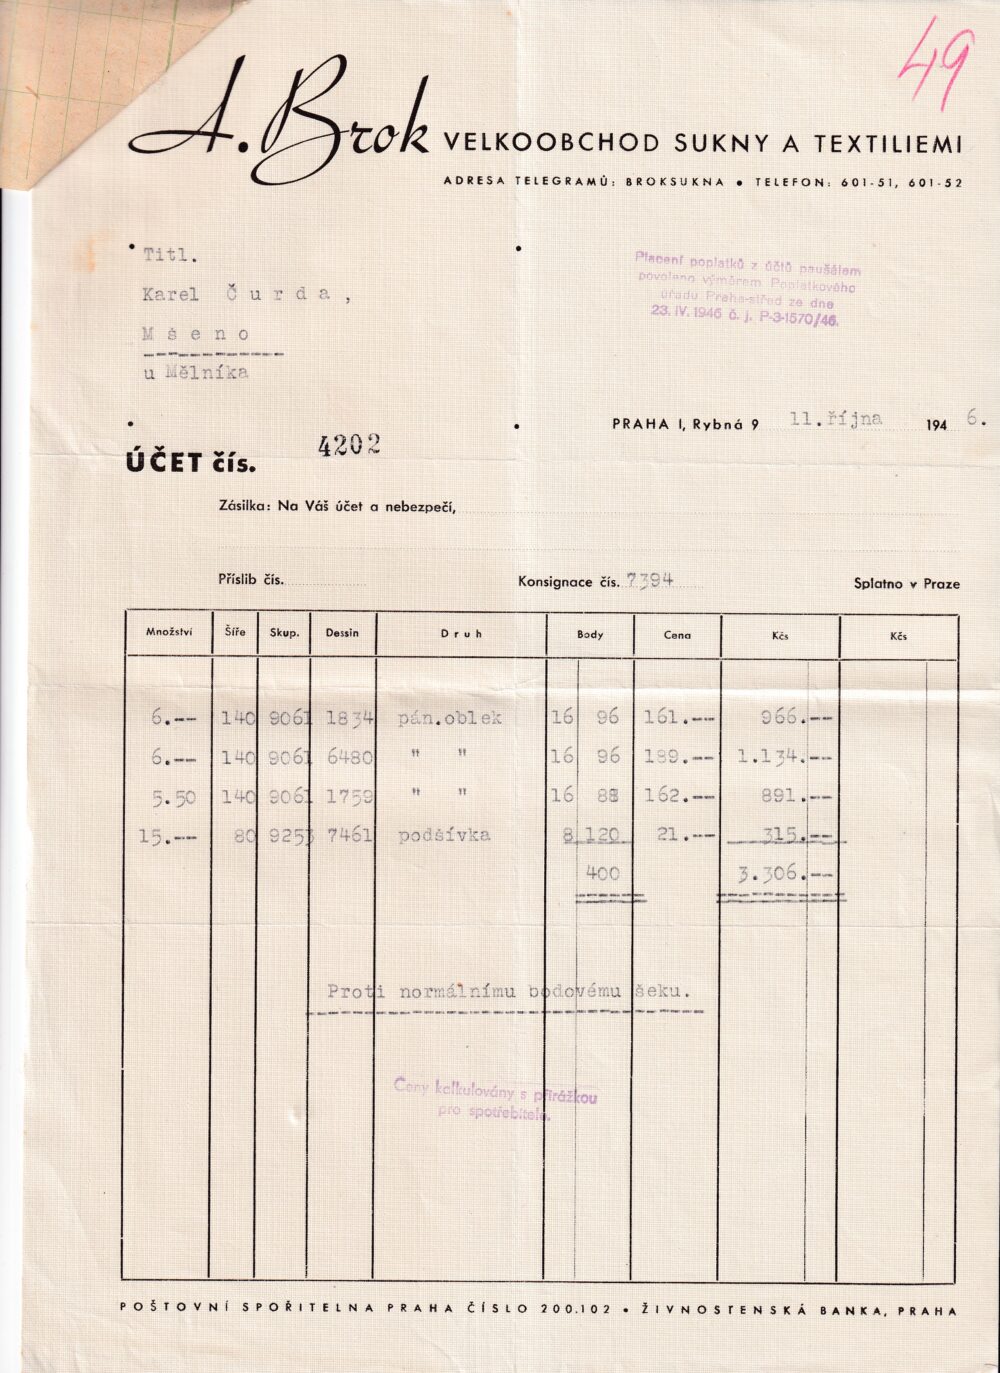 49
A. Brok VELKOOBCHOD SUKNY A TEXTILIEMI
ADRESA TELEGRAMŮ: BROKSUKNA • TELEFON: 601-51, 601-52
Titl.
Karel Čurda,
Mšeno
u Mělníka
Placení poplatků z účtů paušálem
povoleno výměrem Poplatkového
úřadu Praha-střed ze dne
23. IV. 1946 č. j. P-3-1570/46.
PRAHA I, Rybná 9 11.října 1946.
ÚČET čís. 4202
Zásilka: Na Váš účet a nebezpečí,
Příslib čís. Konsignace čís. 7394 Splatno v Praze
Množství Šíře Skup. Dessin Druh Body Cena Kčs Kčs
6.-- 140 9061 1834 pán.oblek 16 96 161.-- 966.--
6.-- 140 9061 6480 " " 16 96 189.-- 1.134.--
5.50 140 9061 1759 " " 16 88 162.-- 891.--
15.-- 80 9253 7461 podšívka 8 120 21.-- 315.--
400 3.306.--
Proti normálnímu bodovému šeku.
Ceny kalkulovány s přirážkou
pro spotřebitele.
POŠTOVNÍ SPOŘITELNA PRAHA ČÍSLO 200.102 • ŽIVNOSTENSKÁ BANKA, PRAHA